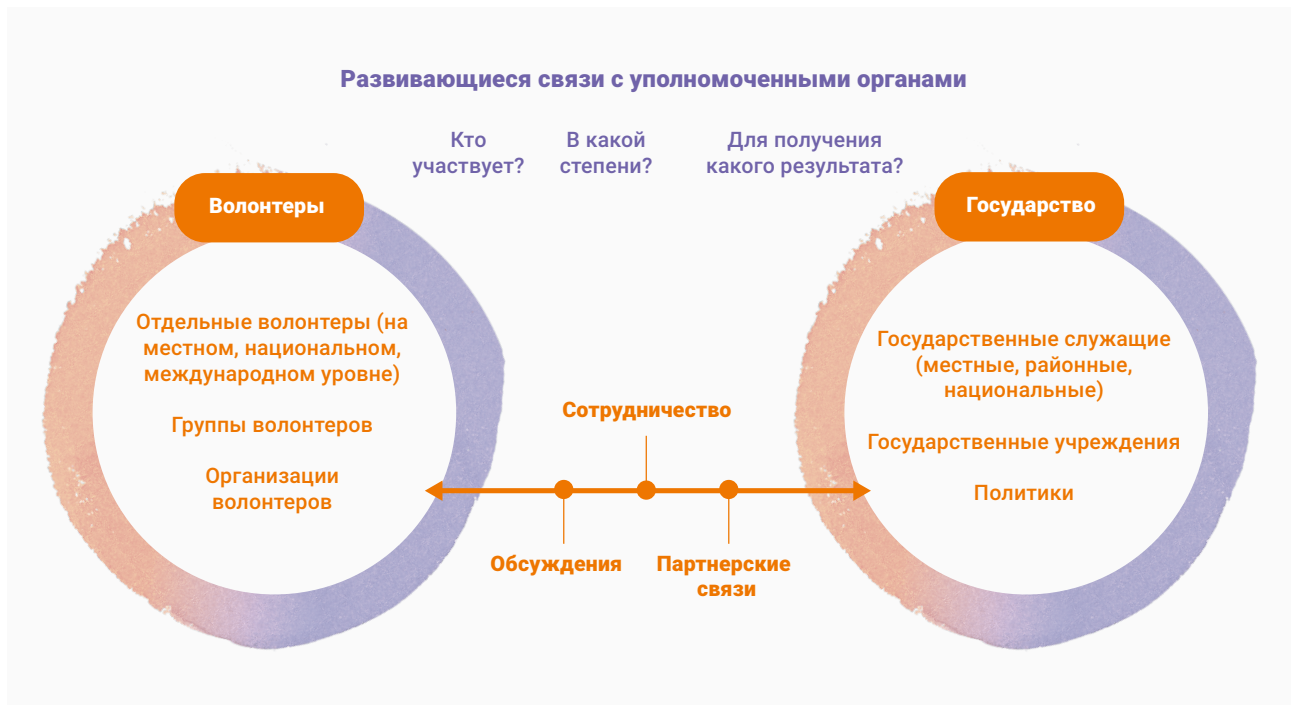 Развивающиеся связи с уполномоченными органами
Кто
участвует?
В какой
степени?
Для получения
какого результата?
Волонтеры
Отдельные волонтеры (на
местном, национальном,
международном уровне)
Группы волонтеров
Организации
волонтеров
Сотрудничество
Обсуждения
Партнерские
связи
Государство
Государственные служащие
(местные, районные,
национальные)
Государственные учреждения
Политики